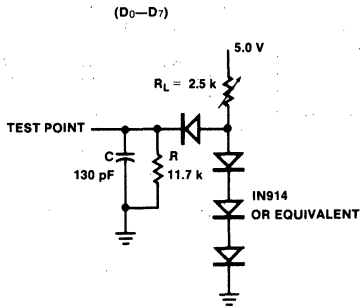 (D0—D7)
5.0 V
RL = 2.5 k
TEST POINT
C
130 pF
R
11.7 k
IN914
OR EQUIVALENT